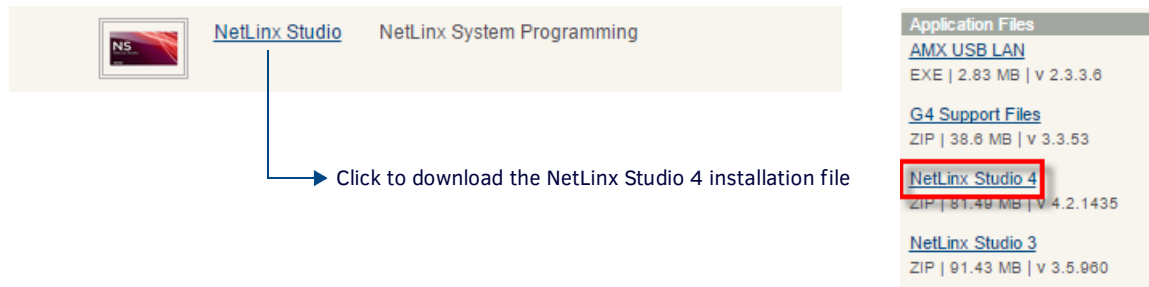 NS
NetLinx Studio
NetLinx System Programming
Click to download the NetLinx Studio 4 installation file
Application Files
AMX USB LAN
EXE | 2.83 MB | v 2.3.3.6
G4 Support Files
ZIP | 38.6 MB | v 3.3.53
NetLinx Studio 4
ZIP | 81.49 MB | v 4.2.1435
NetLinx Studio 3
ZIP | 91.43 MB | v 3.5.960